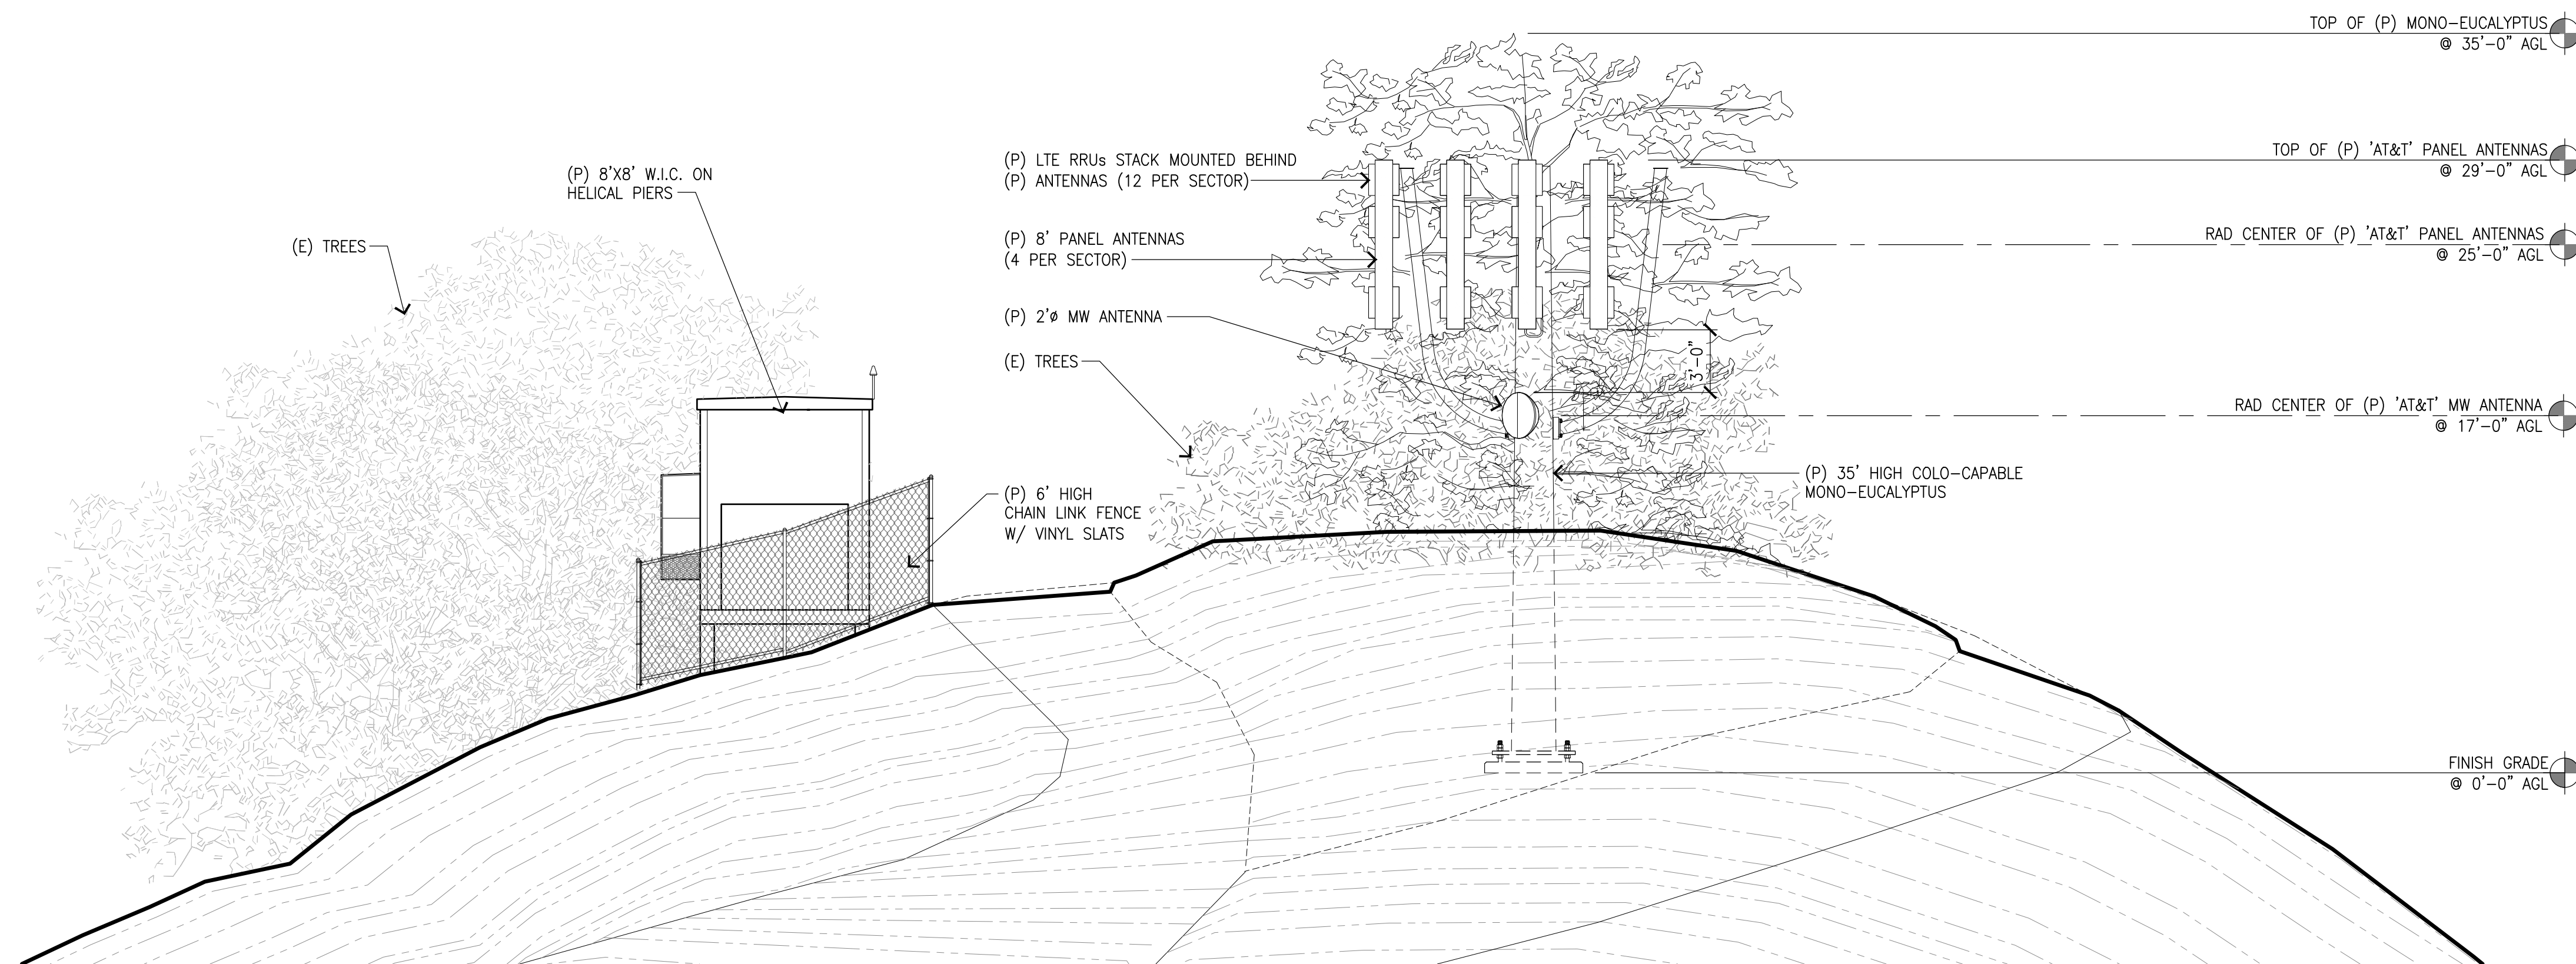 TOP OF (P) MONO-EUCALYPTUS
@ 35'-0" AGL
TOP OF (P) 'AT&T' PANEL ANTENNAS
@ 29'-0" AGL
RAD CENTER OF (P) 'AT&T' PANEL ANTENNAS
@ 25'-0" AGL
RAD CENTER OF (P) 'AT&T' MW ANTENNA
@ 17'-0" AGL
FINISH GRADE
@ 0'-0" AGL
(E) TREES
(P) 8'X8' W.I.C. ON
HELICAL PIERS
(P) LTE RRUs STACK MOUNTED BEHIND
(P) ANTENNAS (12 PER SECTOR)
(P) 8' PANEL ANTENNAS
(4 PER SECTOR)
(P) 2'ø MW ANTENNA
(E) TREES
(P) 6' HIGH
CHAIN LINK FENCE
W/ VINYL SLATS
3'-0"
(P) 35' HIGH COLO-CAPABLE
MONO-EUCALYPTUS